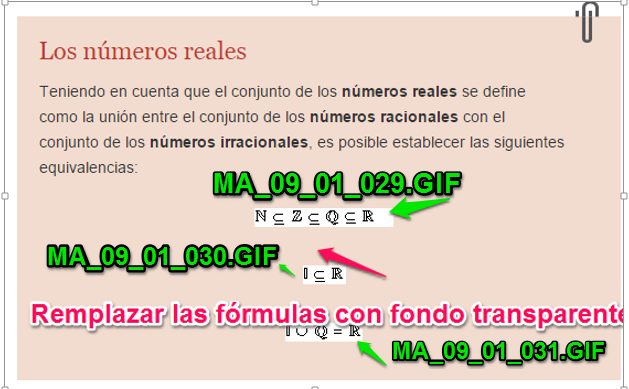 Los números reales
Teniendo en cuenta que el conjunto de los números reales se define
como la unión entre el conjunto de los números racionales con el
conjunto de los números irracionales, es posible establecer las siguientes
equivalencias:
MA_09_01_029.GIF
ℕ ⊆ ℤ ⊆ ℚ ⊆ ℝ
MA_09_01_030.GIF
𝕀 ⊆ ℝ
Remplazar las fórmulas con fondo transparente
𝕀 ∪ ℚ = ℝ
MA_09_01_031.GIF